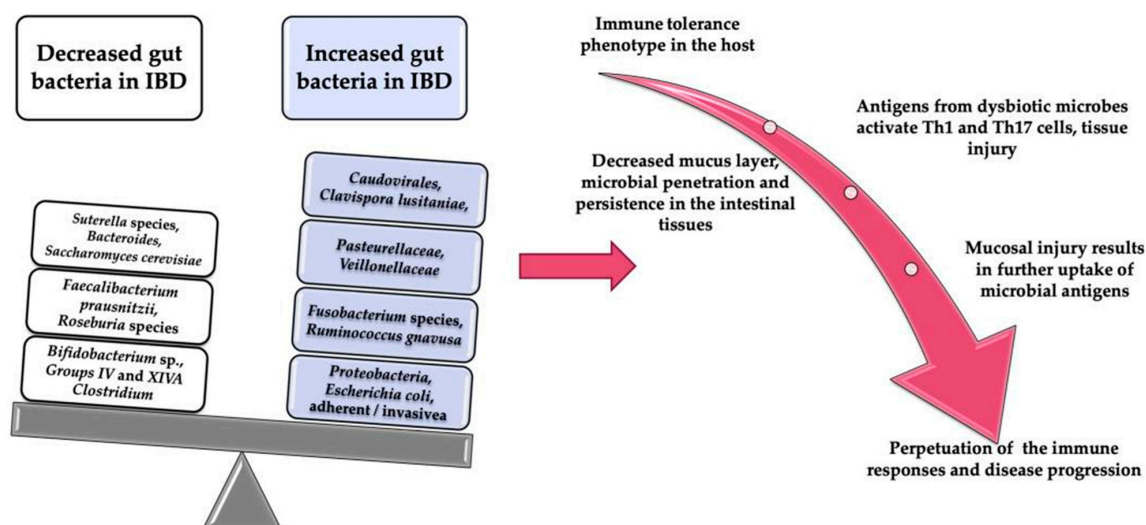 Decreased gut
bacteria in IBD
Increased gut
bacteria in IBD
Suterella species,
Bacteroides,
Saccharomyces cerevisiae
Faecalibacterium
prausnitzii,
Roseburia species
Bifidobacterium sp.,
Groups IV and XIVA
Clostridium
Caudovirales,
Clavispora lusitaniae,
Pasteurellaceae,
Veillonellaceae
Fusobacterium species,
Ruminococcus gnavusa
Proteobacteria,
Escherichia coli,
adherent / invasivea
Immune tolerance
phenotype in the host
Decreased mucus layer,
microbial penetration and
persistence in the intestinal
tissues
Antigens from dysbiotic microbes
activate Th1 and Th17 cells, tissue
injury
Mucosal injury results
in further uptake of
microbial antigens
Perpetuation of the immune
responses and disease progression